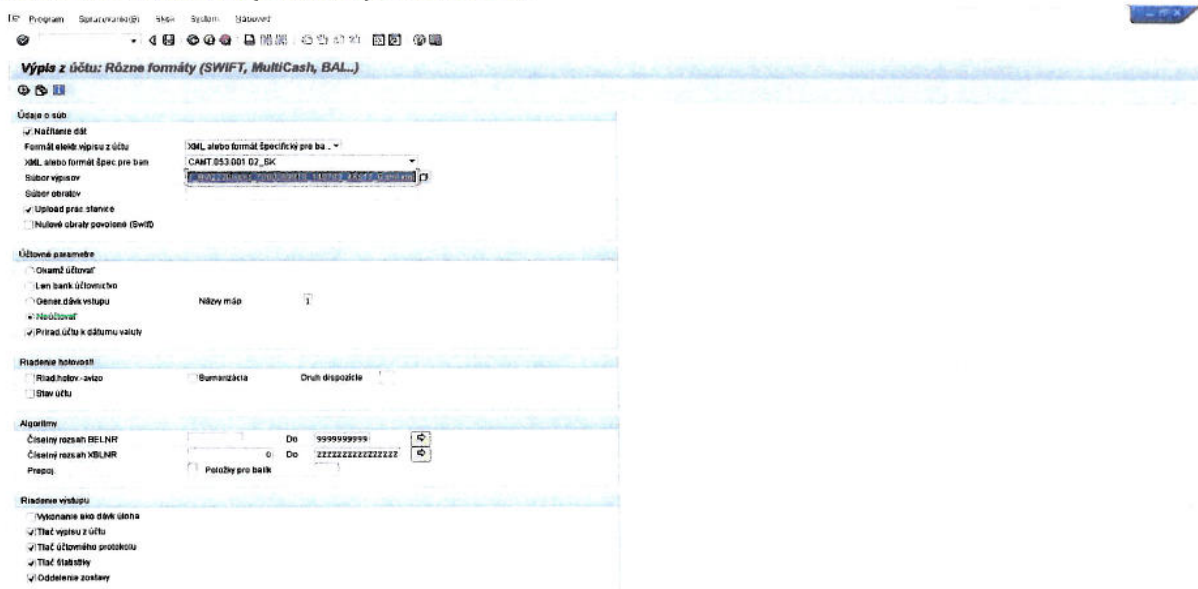 Program Spracovanie(B) Skok System Nápoveď
Výpis z účtu: Rôzne formáty (SWIFT, MultiCash, BAI...)
Údaje o súb
Načítanie dát
Formát elektr.výpisu z účtu XML alebo formát špecifický pre ba..
XML alebo formát špec pre ban CAMT.053.001.02_SK
Súbor výpisov
Súbor obratov
Upload prac.stanice
Nulové obraty povolené (Swift)
Účtovné parametre
Okamž účtovať
Len bank.účtovníctvo
Gener.dávk.vstupu Názvy máp 1
Neúčtovať
Prirad.účtu k dátumu valuty
Riadenie hotovosti
Riad.hotov.-avízo Sumarizácia Druh dispozície
Stav účtu
Algoritmy
Číselný rozsah BELNR Do 9999999999
Číselný rozsah XBLNR 0 Do ZZZZZZZZZZZZZZZZ
Prepoj. Položky pro balík
Riadenie výstupu
Vykonanie ako dávk úloha
Tlač výpisu z účtu
Tlač účtovného protokolu
Tlač štatistiky
Oddelenie zostavy